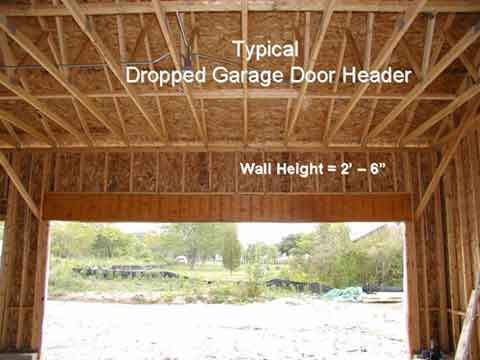 Typical
Dropped Garage Door Header
Wall Height = 2’ – 6”